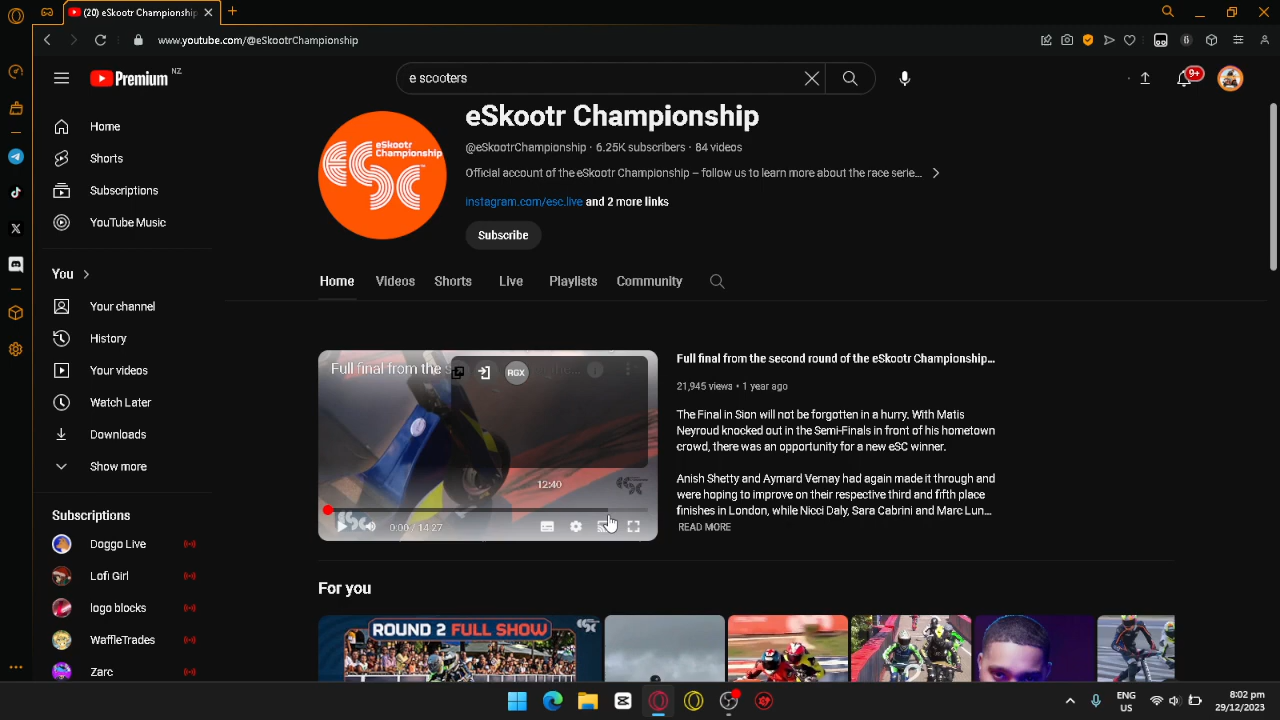 (20) eSkootr Championship
www.youtube.com/@eSkootrChampionship
Premium NZ
e scooters
9+
Home
Shorts
Subscriptions
YouTube Music
You
Your channel
History
Your videos
Watch Later
Downloads
Show more
Subscriptions
Doggo Live
Lofi Girl
logo blocks
WaffleTrades
Zarc
eSkootr
Championship
eSC
eSkootr Championship
@eSkootrChampionship · 6.25K subscribers · 84 videos
Official account of the eSkootr Championship – follow us to learn more about the race serie...
instagram.com/esc.live and 2 more links
Subscribe
Home Videos Shorts Live Playlists Community
Full final from the s
RGX
12:40
0:00 / 14:27
Full final from the second round of the eSkootr Championship...
21,945 views • 1 year ago
The Final in Sion will not be forgotten in a hurry. With Matis
Neyroud knocked out in the Semi-Finals in front of his hometown
crowd, there was an opportunity for a new eSC winner.
Anish Shetty and Aymard Vernay had again made it through and
were hoping to improve on their respective third and fifth place
finishes in London, while Nicci Daly, Sara Cabrini and Marc Lun...
READ MORE
For you
ROUND 2 FULL SHOW
ENG
US
8:02 pm
29/12/2023